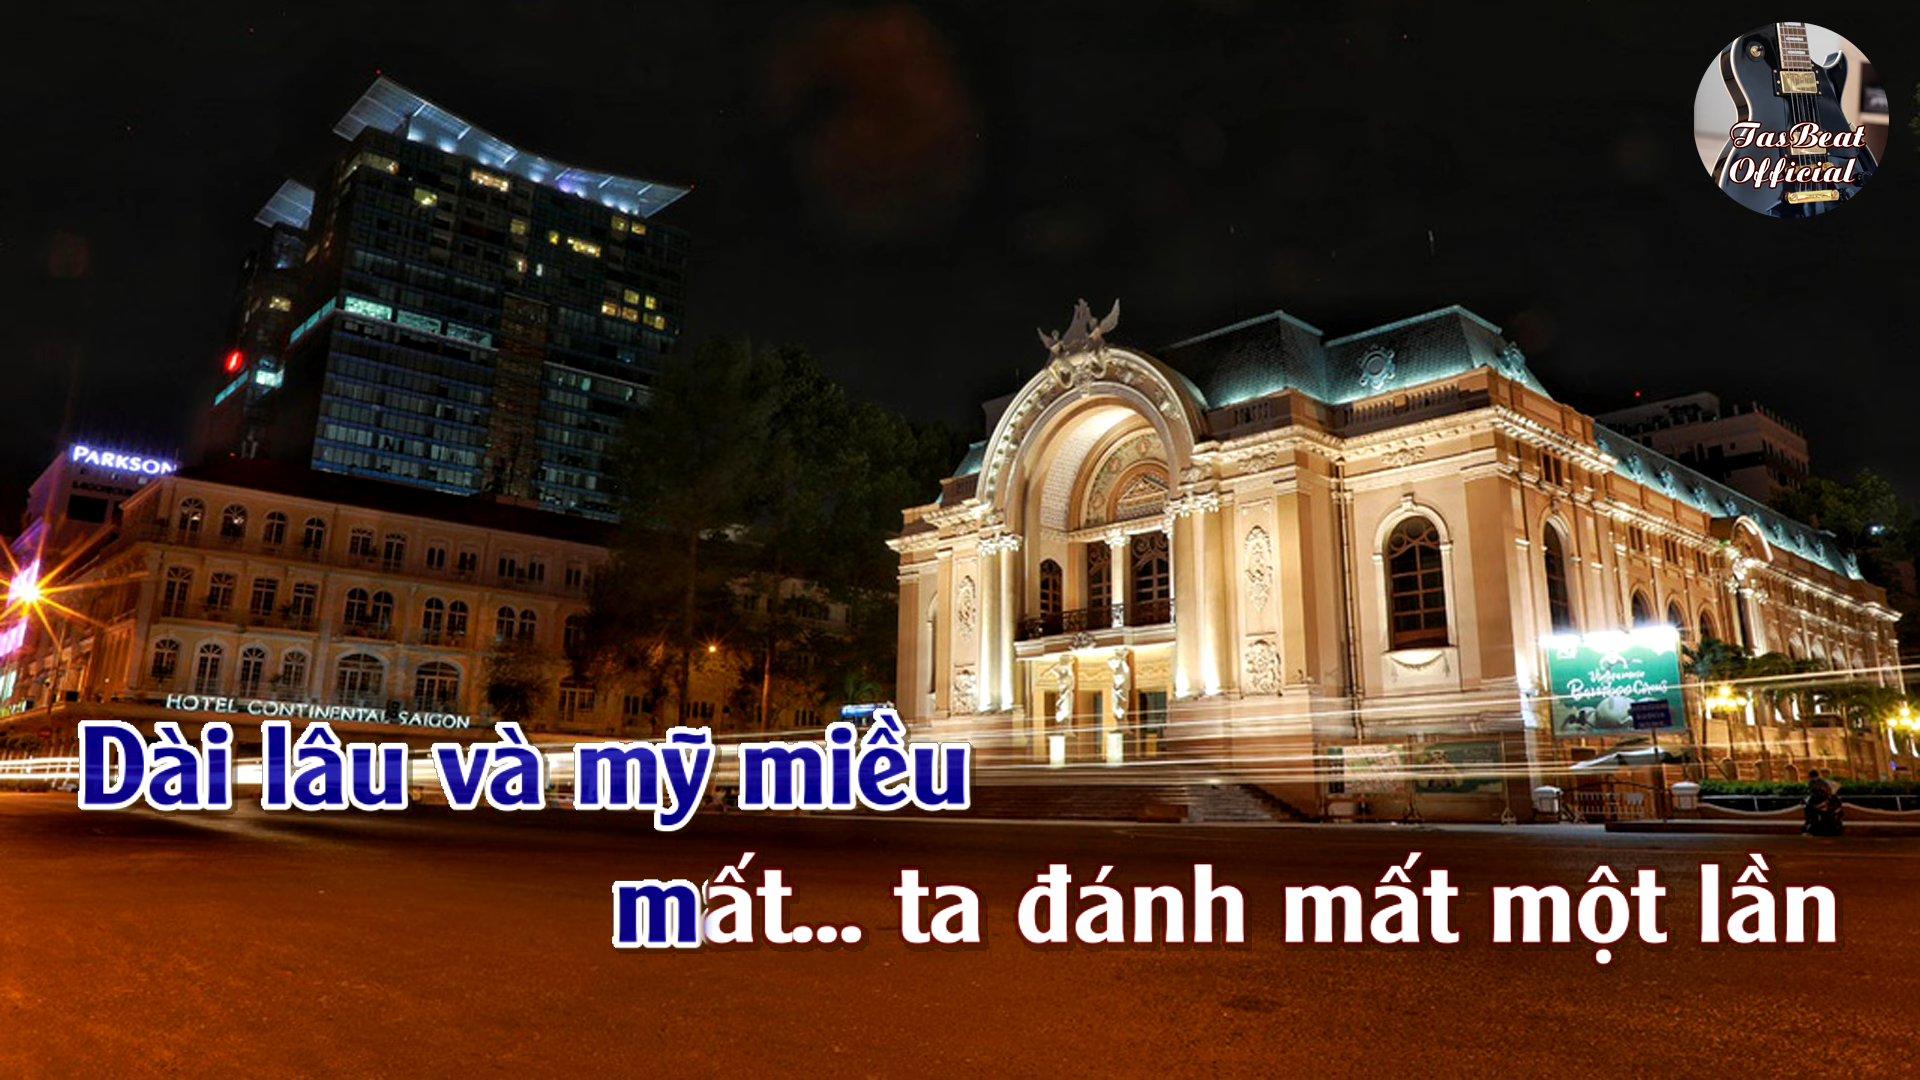 TasBeat
Official
PARKSON
HOTEL CONTINENTAL SAIGON
Dài lâu và mỹ miều
mất... ta đánh mất một lần